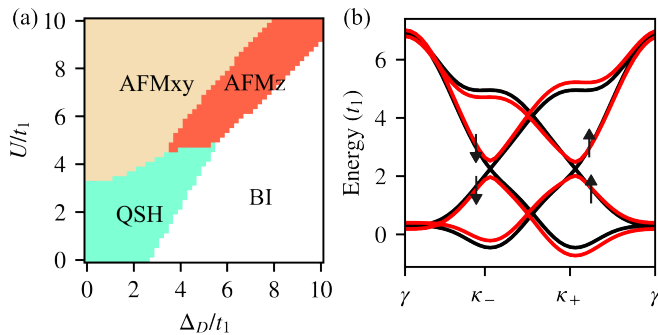 (a)
10
8
6
4
2
0
U/t₁
AFMxy
AFMz
QSH
BI
0 2 4 6 8 10
Δ_D/t₁
(b)
6
4
2
0
Energy (t₁)
γ κ₋ κ₊ γ